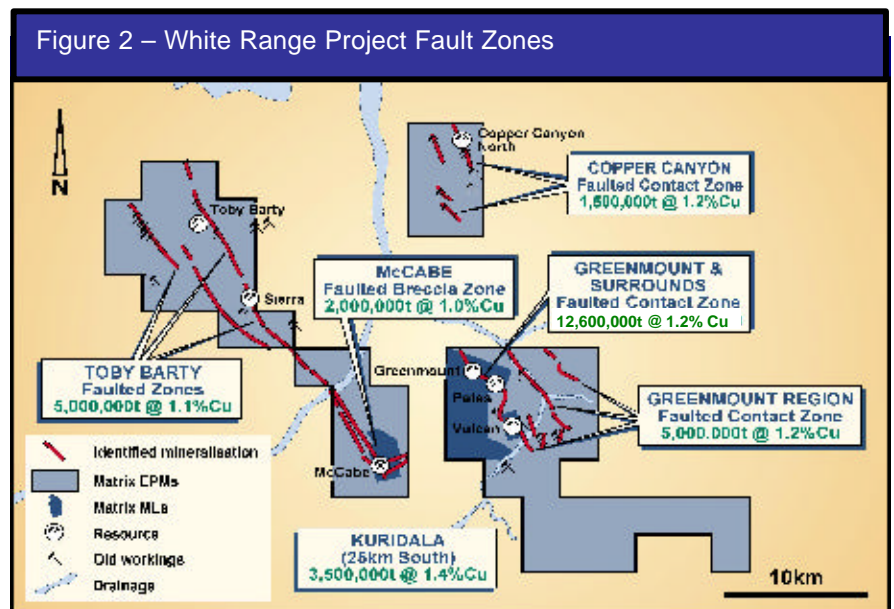 Figure 2 – White Range Project Fault Zones
N
Copper Canyon
North
COPPER CANYON
Faulted Contact Zone
1,600,000t @ 1.2%Cu
Toby Barty
McCABE
Faulted Breccia Zone
2,000,000t @ 1.0%Cu
GREENMOUNT &
SURROUNDS
Faulted Contact Zone
12,600,000t @ 1.2% Cu
Sierra
TOBY BARTY
Faulted Zones
5,000,000t @ 1.1%Cu
Greenmount
Vulcan
GREENMOUNT REGION
Faulted Contact Zone
5,000.000t @ 1.2%Cu
McCabe
Identified mineralisation
Matrix EPMs
Matrix MLs
Resource
Old workings
Drainage
KURIDALA
(25km South)
3,500,000t @ 1.4%Cu
10km